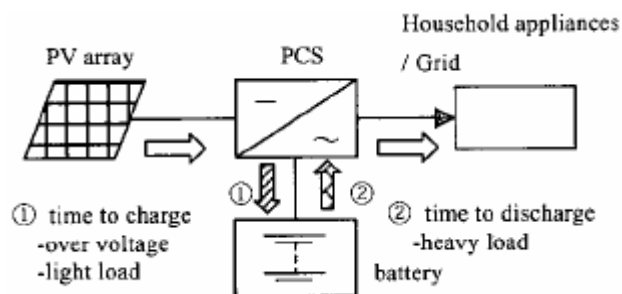 Household appliances
/ Grid
PV array
PCS
① ②
① time to charge
-over voltage
-light load
② time to discharge
-heavy load
battery